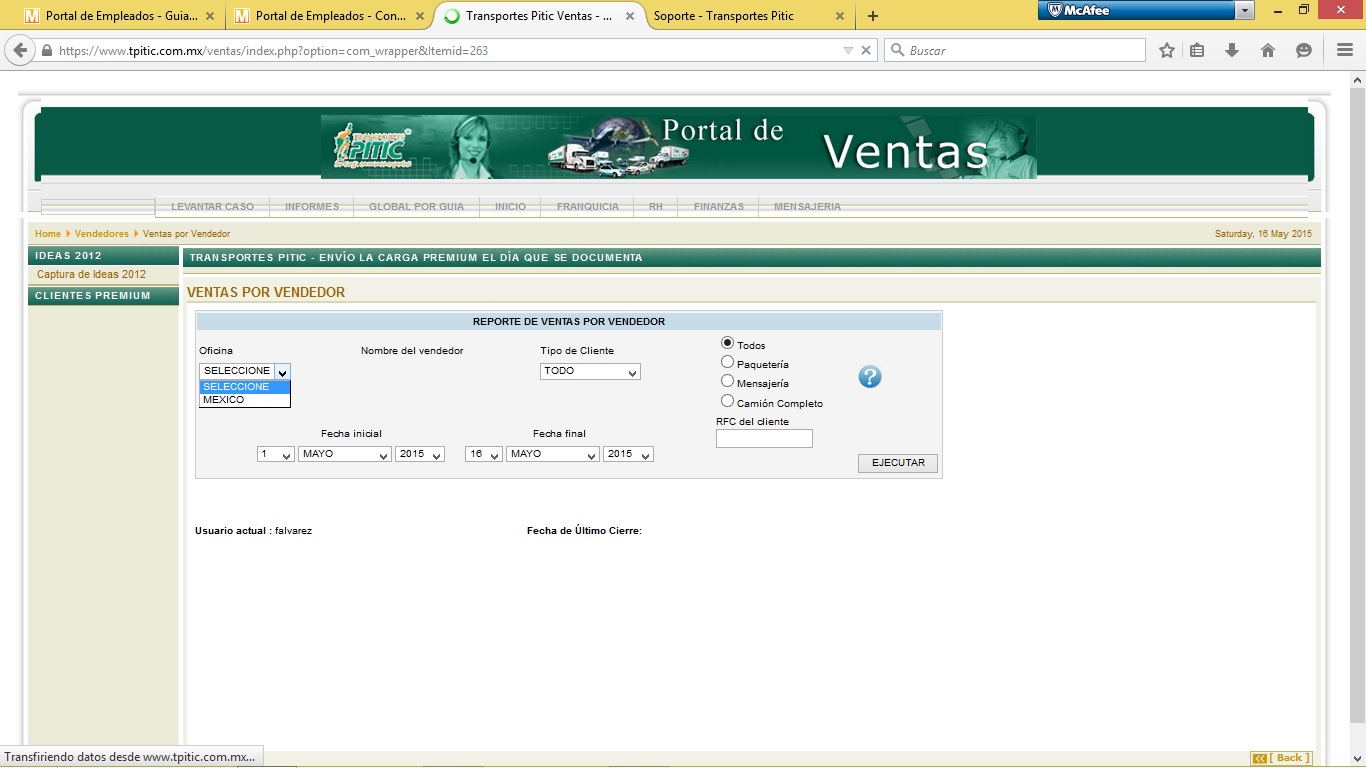 Portal de Empleados - Guia... Portal de Empleados - Con... Transportes Pitic Ventas - ... Soporte - Transportes Pitic McAfee
https://www.tpitic.com.mx/ventas/index.php?option=com_wrapper&Itemid=263 Buscar
TRANSPORTES
PITIC
Portal de
Ventas
LEVANTAR CASO INFORMES GLOBAL POR GUIA INICIO FRANQUICIA RH FINANZAS MENSAJERIA
Home Vendedores Ventas por Vendedor Saturday, 16 May 2015
IDEAS 2012
Captura de Ideas 2012
CLIENTES PREMIUM
TRANSPORTES PITIC - ENVÍO LA CARGA PREMIUM EL DÍA QUE SE DOCUMENTA
VENTAS POR VENDEDOR
REPORTE DE VENTAS POR VENDEDOR
Oficina Nombre del vendedor Tipo de Cliente Todos
SELECCIONE TODO Paquetería
SELECCIONE Mensajería
MEXICO Camión Completo
RFC del cliente
Fecha inicial Fecha final
1 MAYO 2015 16 MAYO 2015
EJECUTAR
Usuario actual : falvarez Fecha de Último Cierre:
Transfiriendo datos desde www.tpitic.com.mx...
[ Back ]